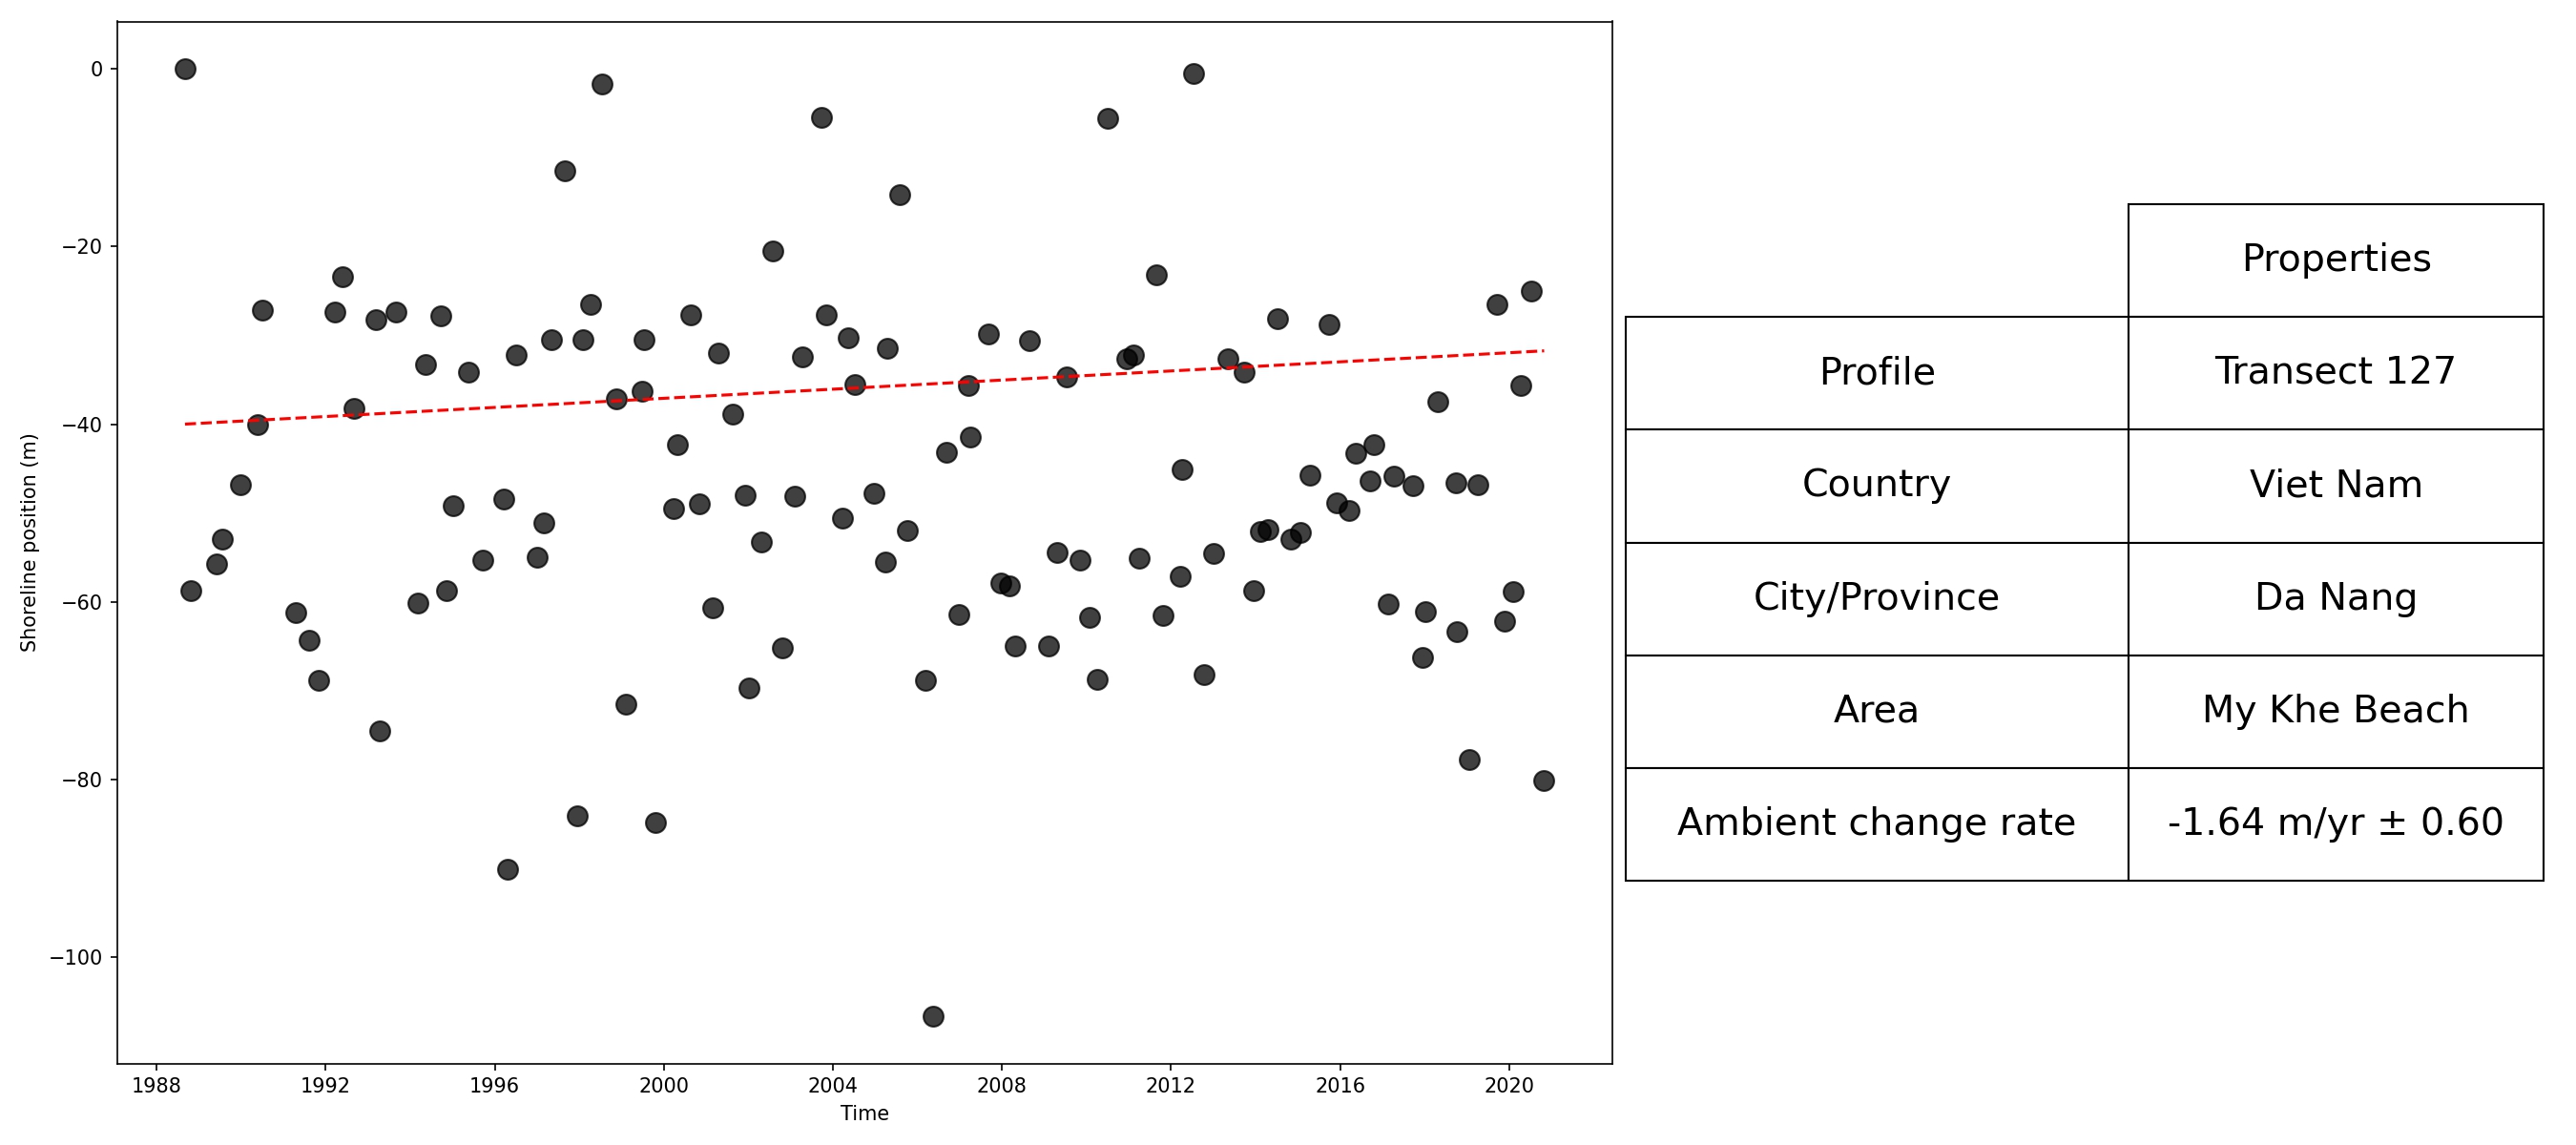 0
−20
−40
−60
−80
−100
Shoreline position (m)
1988 1992 1996 2000 2004 2008 2012 2016 2020
Time
Properties
Profile Transect 127
Country Viet Nam
City/Province Da Nang
Area My Khe Beach
Ambient change rate -1.64 m/yr ± 0.60